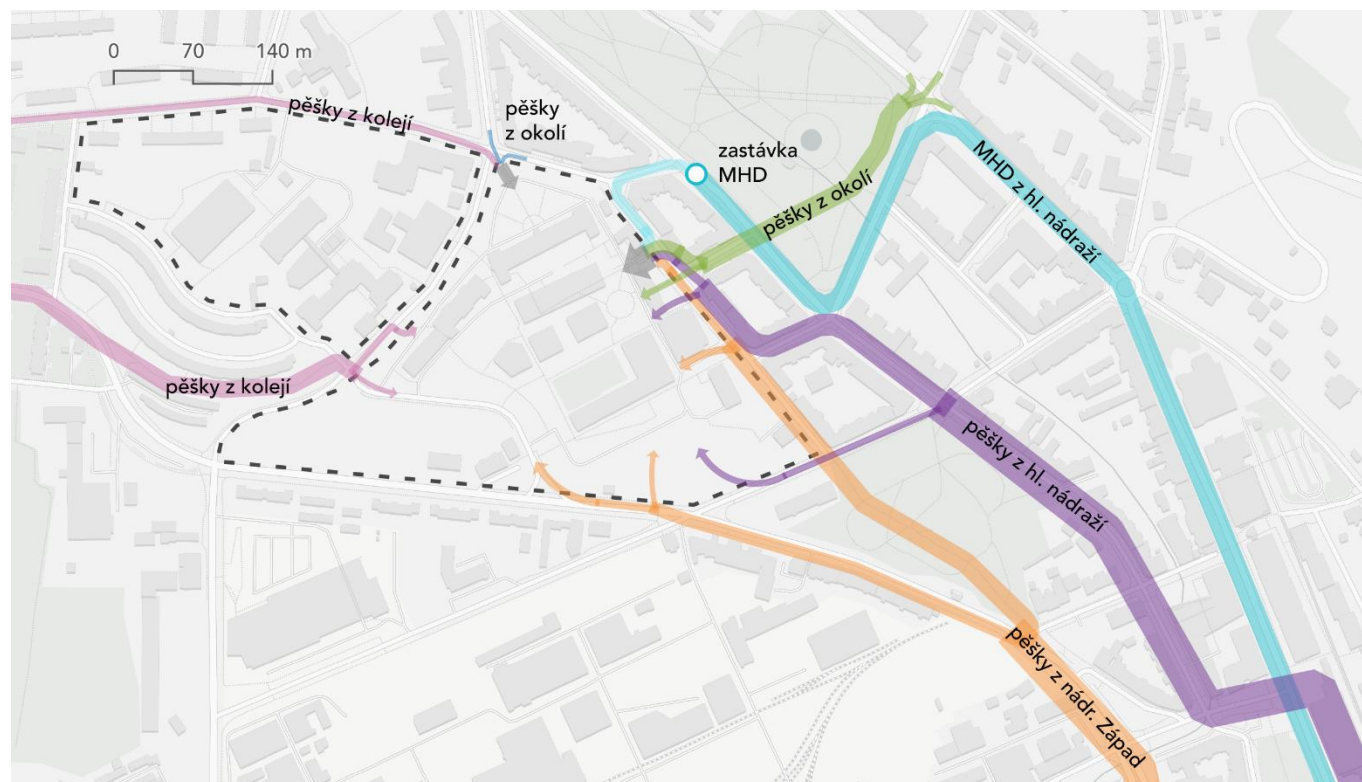 0 70 140 m
pěšky z kolejí
pěšky
z okolí
zastávka
MHD
pěšky z okolí
MHD z hl. nádraží
pěšky z kolejí
pěšky z hl. nádraží
pěšky z nádr. Západ